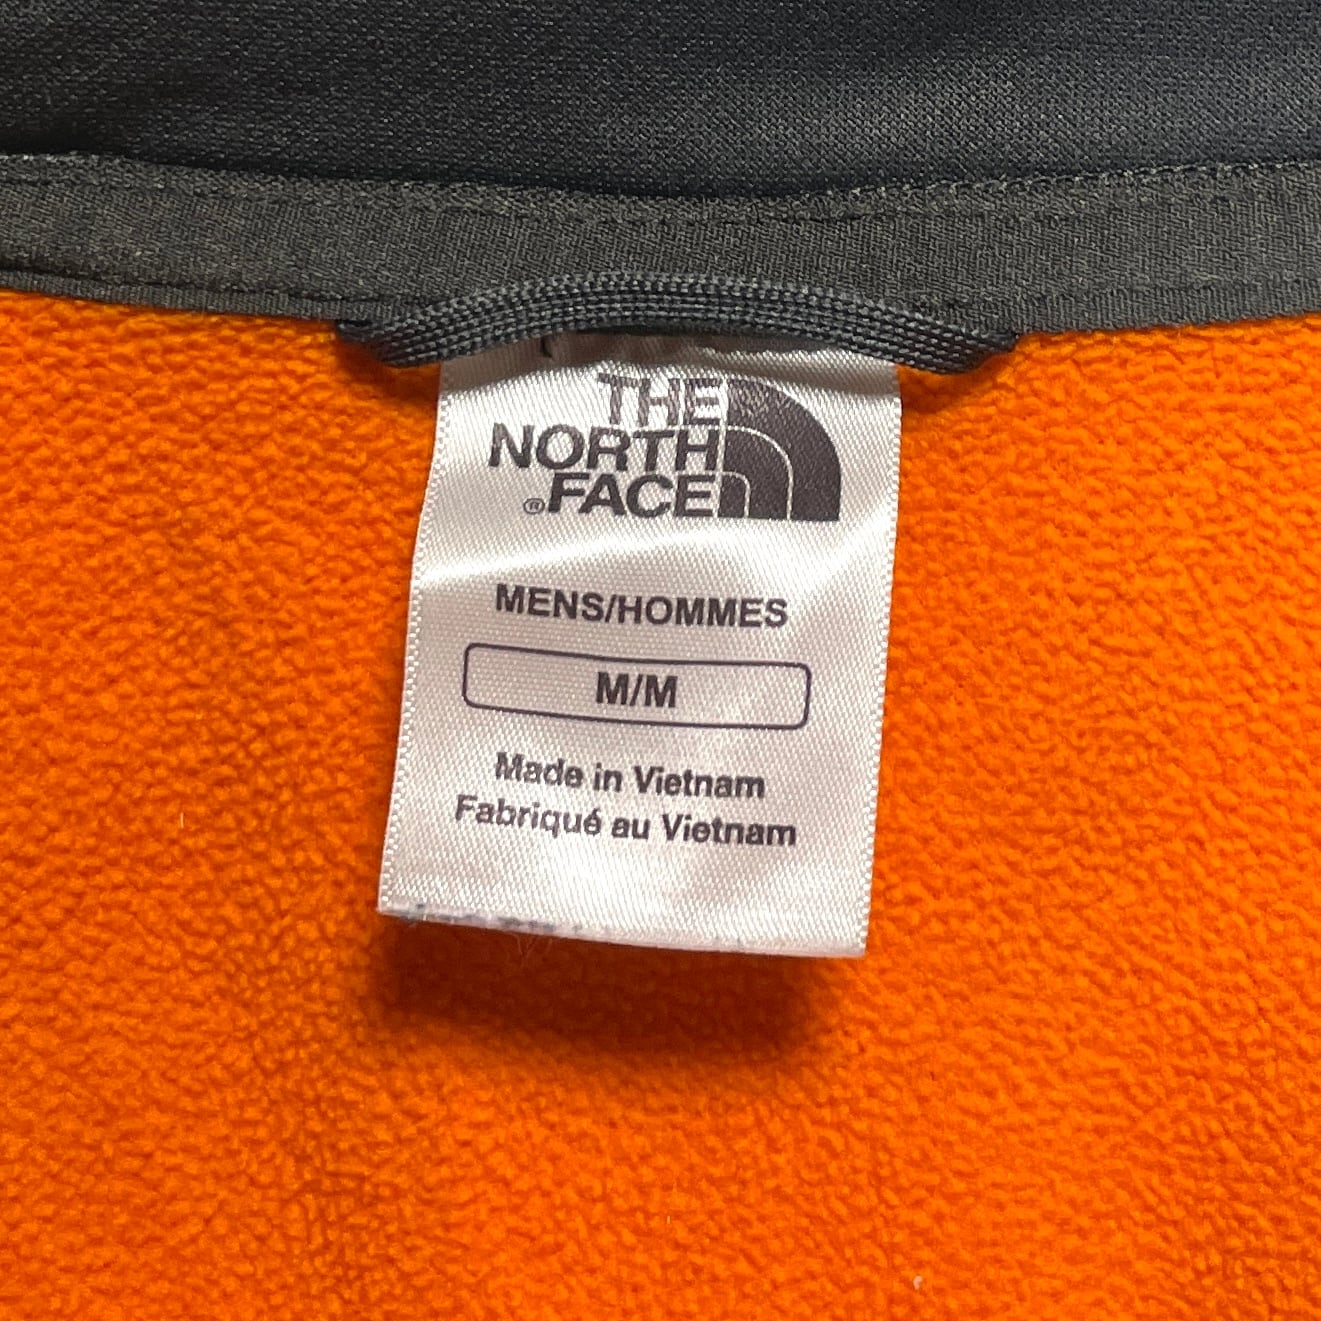 THE
NORTH
®FACE
MENS/HOMMES
M/M
Made in Vietnam
Fabriqué au Vietnam